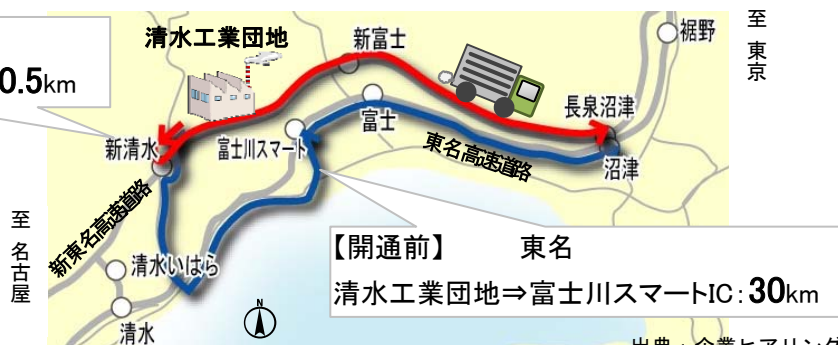 至 東京
裾野
清水工業団地
新富士
0.5km
長泉沼津
富士
新清水
富士川スマート
東名高速道路
沼津
新東名高速道路
至 名古屋
【開通前】 東名
清水工業団地⇒富士川スマートIC：30km
清水いはら
N
清水